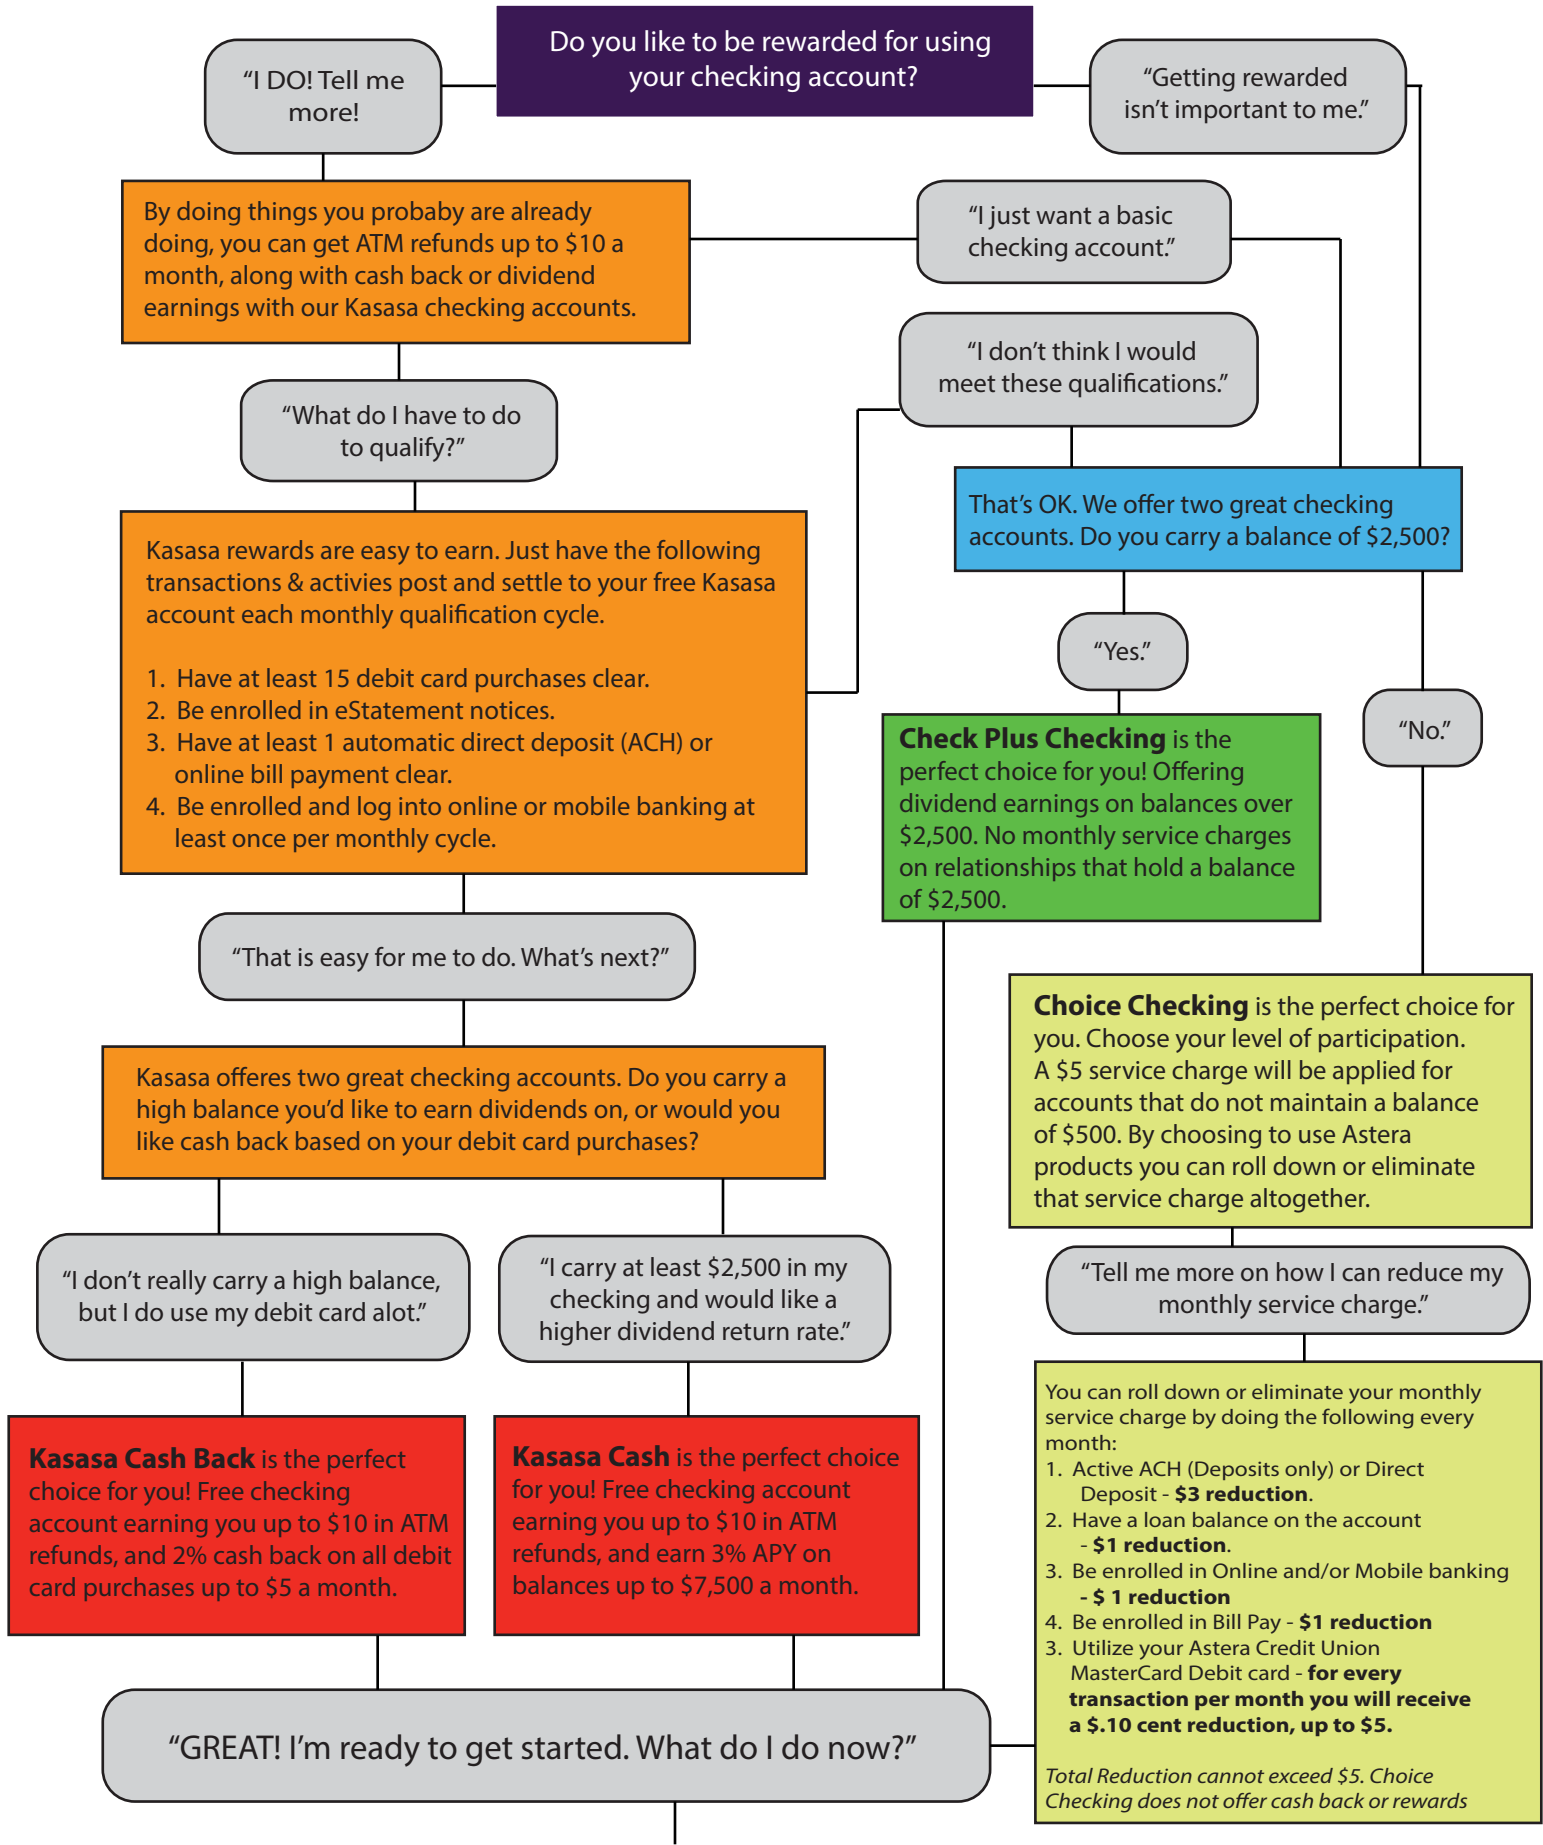 Do you like to be rewarded for using
your checking account?
“I DO! Tell me
more!
“Getting rewarded
isn’t important to me.”
By doing things you probaby are already
doing, you can get ATM refunds up to $10 a
month, along with cash back or dividend
earnings with our Kasasa checking accounts.
“I just want a basic
checking account.”
“I don’t think I would
meet these qualifications.”
“What do I have to do
to qualify?”
That’s OK. We offer two great checking
accounts. Do you carry a balance of $2,500?
Kasasa rewards are easy to earn. Just have the following
transactions & activies post and settle to your free Kasasa
account each monthly qualification cycle.
1. Have at least 15 debit card purchases clear.
2. Be enrolled in eStatement notices.
3. Have at least 1 automatic direct deposit (ACH) or
online bill payment clear.
4. Be enrolled and log into online or mobile banking at
least once per monthly cycle.
“Yes.”
“No.”
Check Plus Checking is the
perfect choice for you! Offering
dividend earnings on balances over
$2,500. No monthly service charges
on relationships that hold a balance
of $2,500.
“That is easy for me to do. What’s next?”
Choice Checking is the perfect choice for
you. Choose your level of participation.
A $5 service charge will be applied for
accounts that do not maintain a balance
of $500. By choosing to use Astera
products you can roll down or eliminate
that service charge altogether.
Kasasa offeres two great checking accounts. Do you carry a
high balance you’d like to earn dividends on, or would you
like cash back based on your debit card purchases?
“I don’t really carry a high balance,
but I do use my debit card alot.”
“I carry at least $2,500 in my
checking and would like a
higher dividend return rate.”
“Tell me more on how I can reduce my
monthly service charge.”
Kasasa Cash Back is the perfect
choice for you! Free checking
account earning you up to $10 in ATM
refunds, and 2% cash back on all debit
card purchases up to $5 a month.
Kasasa Cash is the perfect choice
for you! Free checking account
earning you up to $10 in ATM
refunds, and earn 3% APY on
balances up to $7,500 a month.
You can roll down or eliminate your monthly
service charge by doing the following every
month:
1. Active ACH (Deposits only) or Direct
Deposit - $3 reduction.
2. Have a loan balance on the account
- $1 reduction.
3. Be enrolled in Online and/or Mobile banking
- $ 1 reduction
4. Be enrolled in Bill Pay - $1 reduction
3. Utilize your Astera Credit Union
MasterCard Debit card - for every
transaction per month you will receive
a $.10 cent reduction, up to $5.
Total Reduction cannot exceed $5. Choice
Checking does not offer cash back or rewards
“GREAT! I’m ready to get started. What do I do now?”